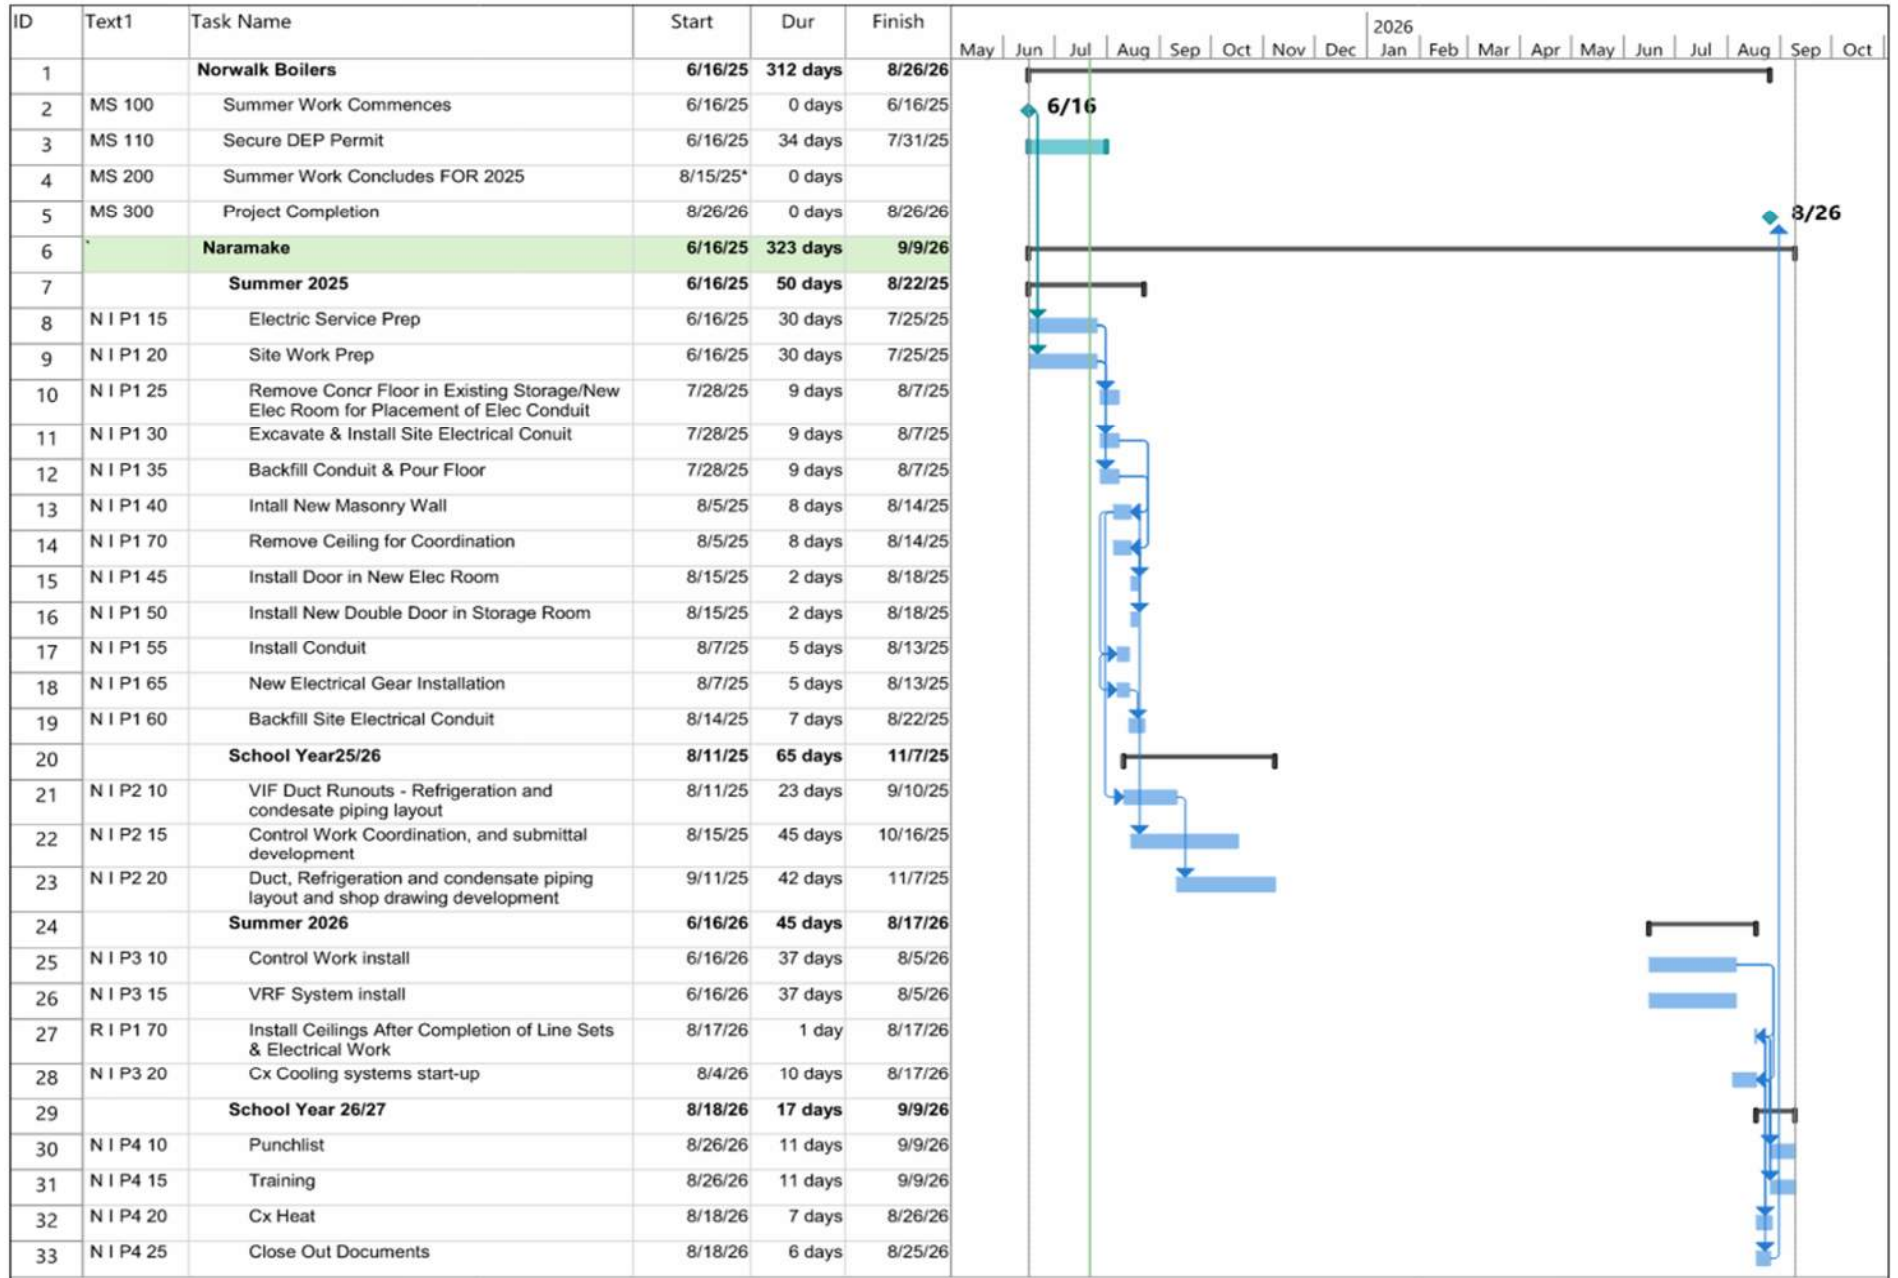 ID Text1 Task Name Start Dur Finish
2026
May Jun Jul Aug Sep Oct Nov Dec Jan Feb Mar Apr May Jun Jul Aug Sep Oct
1 Norwalk Boilers 6/16/25 312 days 8/26/26
2 MS 100 Summer Work Commences 6/16/25 0 days 6/16/25 6/16
3 MS 110 Secure DEP Permit 6/16/25 34 days 7/31/25
4 MS 200 Summer Work Concludes FOR 2025 8/15/25* 0 days
5 MS 300 Project Completion 8/26/26 0 days 8/26/26 8/26
6 ` Naramake 6/16/25 323 days 9/9/26
7 Summer 2025 6/16/25 50 days 8/22/25
8 N I P1 15 Electric Service Prep 6/16/25 30 days 7/25/25
9 N I P1 20 Site Work Prep 6/16/25 30 days 7/25/25
10 N I P1 25 Remove Concr Floor in Existing Storage/New 7/28/25 9 days 8/7/25
Elec Room for Placement of Elec Conduit
11 N I P1 30 Excavate & Install Site Electrical Conuit 7/28/25 9 days 8/7/25
12 N I P1 35 Backfill Conduit & Pour Floor 7/28/25 9 days 8/7/25
13 N I P1 40 Intall New Masonry Wall 8/5/25 8 days 8/14/25
14 N I P1 70 Remove Ceiling for Coordination 8/5/25 8 days 8/14/25
15 N I P1 45 Install Door in New Elec Room 8/15/25 2 days 8/18/25
16 N I P1 50 Install New Double Door in Storage Room 8/15/25 2 days 8/18/25
17 N I P1 55 Install Conduit 8/7/25 5 days 8/13/25
18 N I P1 65 New Electrical Gear Installation 8/7/25 5 days 8/13/25
19 N I P1 60 Backfill Site Electrical Conduit 8/14/25 7 days 8/22/25
20 School Year25/26 8/11/25 65 days 11/7/25
21 N I P2 10 VIF Duct Runouts - Refrigeration and 8/11/25 23 days 9/10/25
condesate piping layout
22 N I P2 15 Control Work Coordination, and submittal 8/15/25 45 days 10/16/25
development
23 N I P2 20 Duct, Refrigeration and condensate piping 9/11/25 42 days 11/7/25
layout and shop drawing development
24 Summer 2026 6/16/26 45 days 8/17/26
25 N I P3 10 Control Work install 6/16/26 37 days 8/5/26
26 N I P3 15 VRF System install 6/16/26 37 days 8/5/26
27 R I P1 70 Install Ceilings After Completion of Line Sets 8/17/26 1 day 8/17/26
& Electrical Work
28 N I P3 20 Cx Cooling systems start-up 8/4/26 10 days 8/17/26
29 School Year 26/27 8/18/26 17 days 9/9/26
30 N I P4 10 Punchlist 8/26/26 11 days 9/9/26
31 N I P4 15 Training 8/26/26 11 days 9/9/26
32 N I P4 20 Cx Heat 8/18/26 7 days 8/26/26
33 N I P4 25 Close Out Documents 8/18/26 6 days 8/25/26